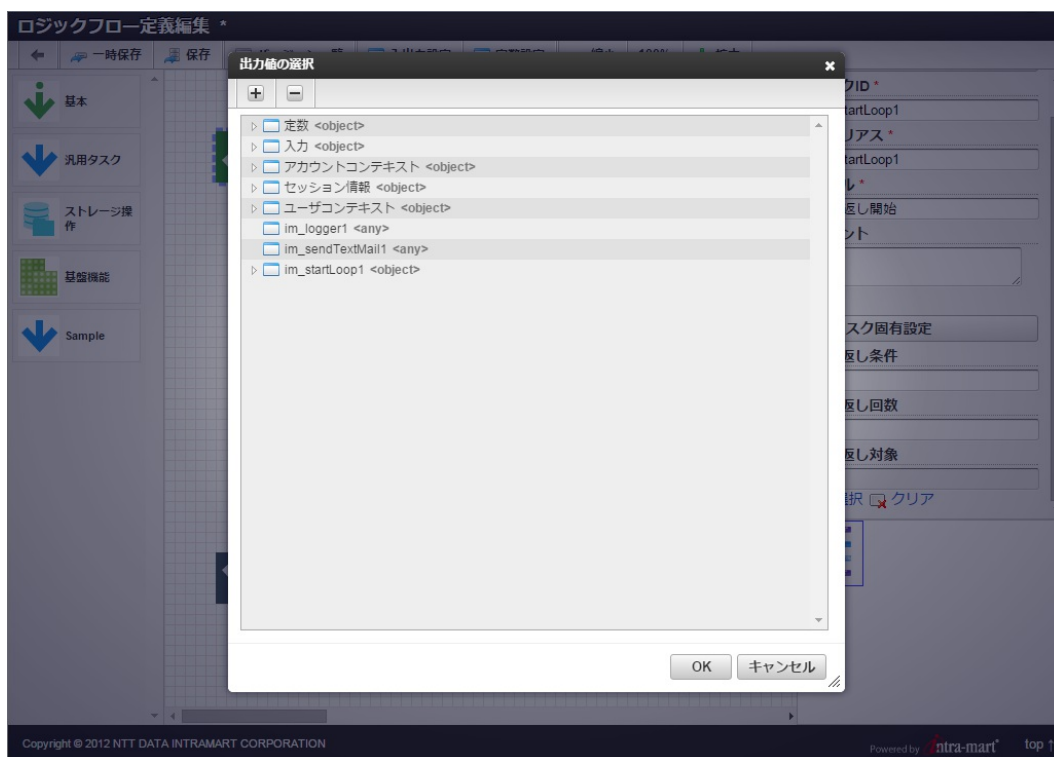 ロジックフロー定義編集 *
一時保存 保存
出力値の選択
基本
汎用タスク
ストレージ操
作
基盤機能
Sample
定数 <object>
入力 <object>
アカウントコンテキスト <object>
セッション情報 <object>
ユーザコンテキスト <object>
im_logger1 <any>
im_sendTextMail1 <any>
im_startLoop1 <object>
OK キャンセル
クID *
tartLoop1
リアス *
tartLoop1
ル *
返し開始
ント
スク固有設定
返し条件
返し回数
返し対象
択 クリア
Copyright © 2012 NTT DATA INTRAMART CORPORATION
Powered by intra-mart top ↑